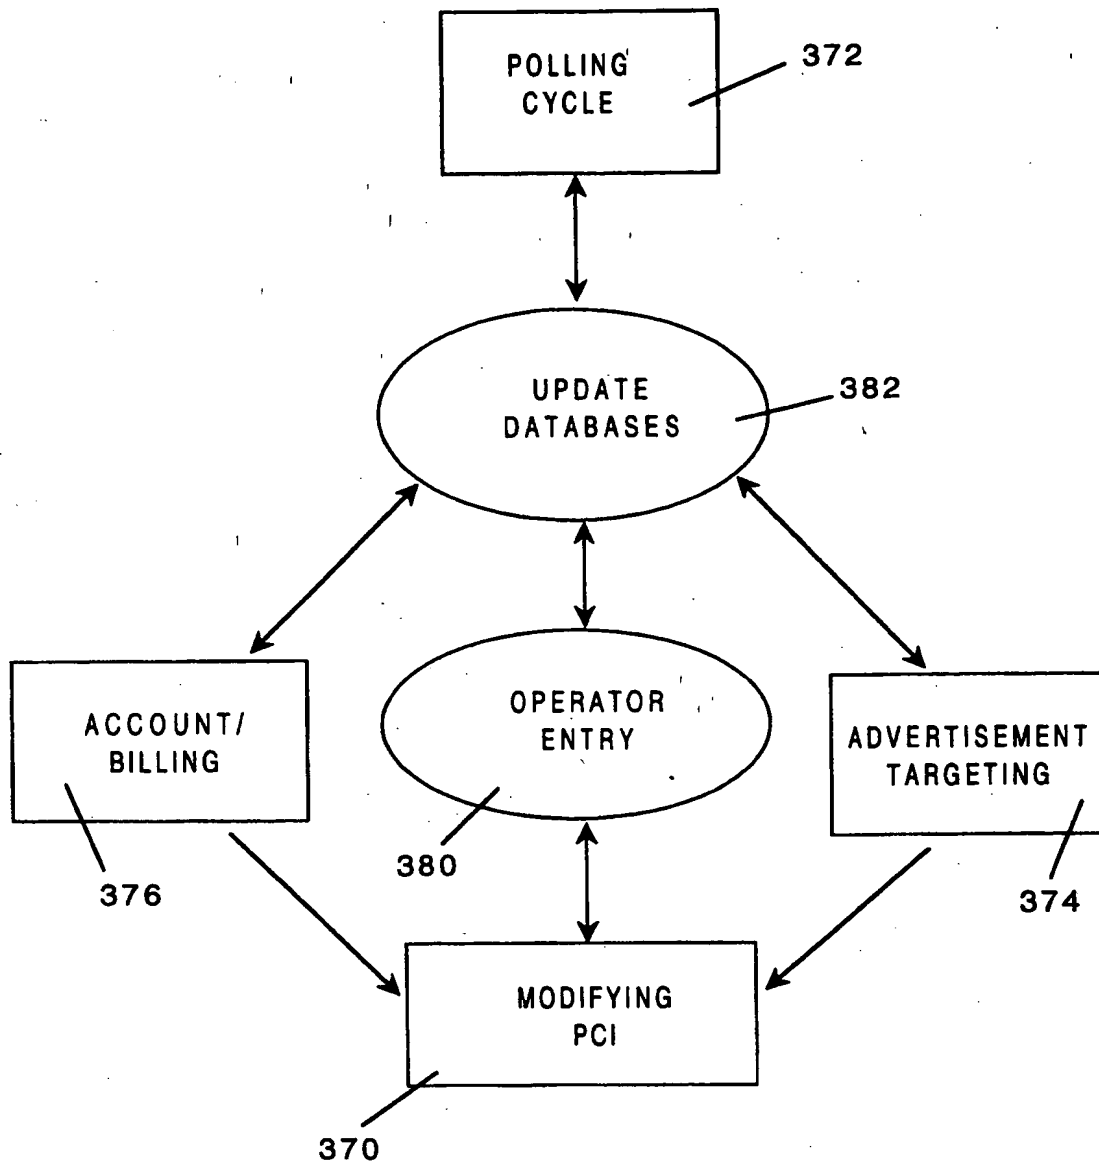 POLLING
CYCLE
372
UPDATE
DATABASES
382
OPERATOR
ENTRY
380
ACCOUNT/
BILLING
376
ADVERTISEMENT
TARGETING
374
MODIFYING
PCI
370